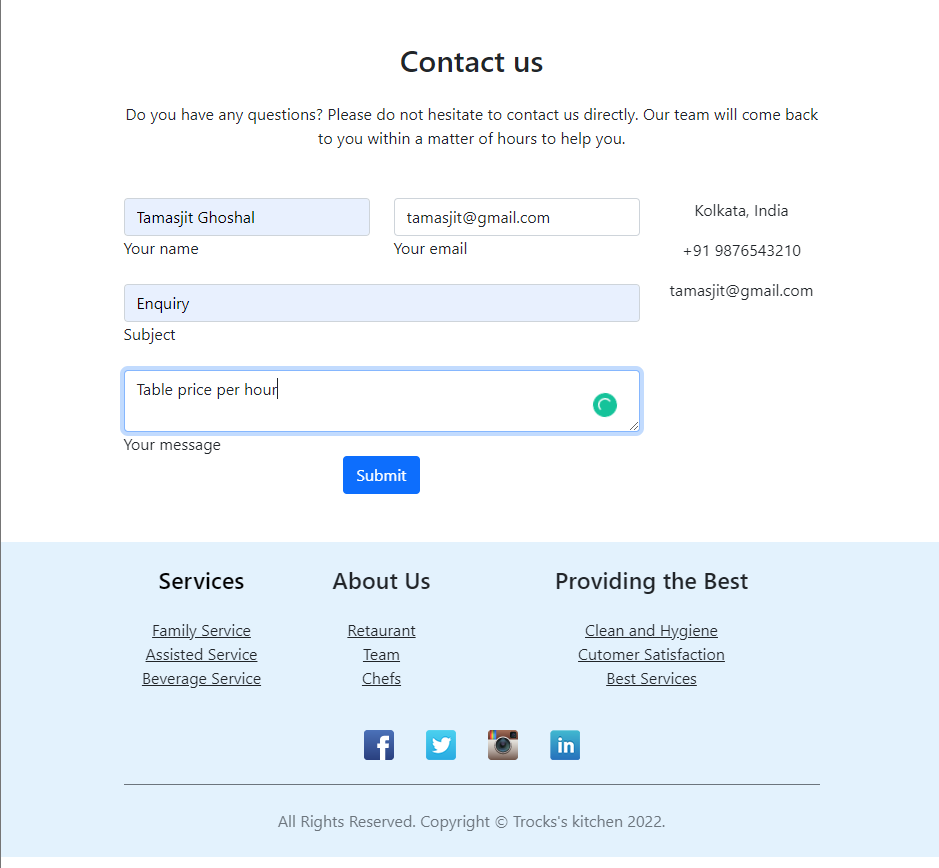 Contact us
Do you have any questions? Please do not hesitate to contact us directly. Our team will come back
to you within a matter of hours to help you.
Tamasjit Ghoshal
Your name
tamasjit@gmail.com
Your email
Enquiry
Subject
Table price per hour
Your message
Submit
Kolkata, India
+91 9876543210
tamasjit@gmail.com
Services
Family Service
Assisted Service
Beverage Service
About Us
Retaurant
Team
Chefs
Providing the Best
Clean and Hygiene
Cutomer Satisfaction
Best Services
f
in
All Rights Reserved. Copyright © Trocks's kitchen 2022.